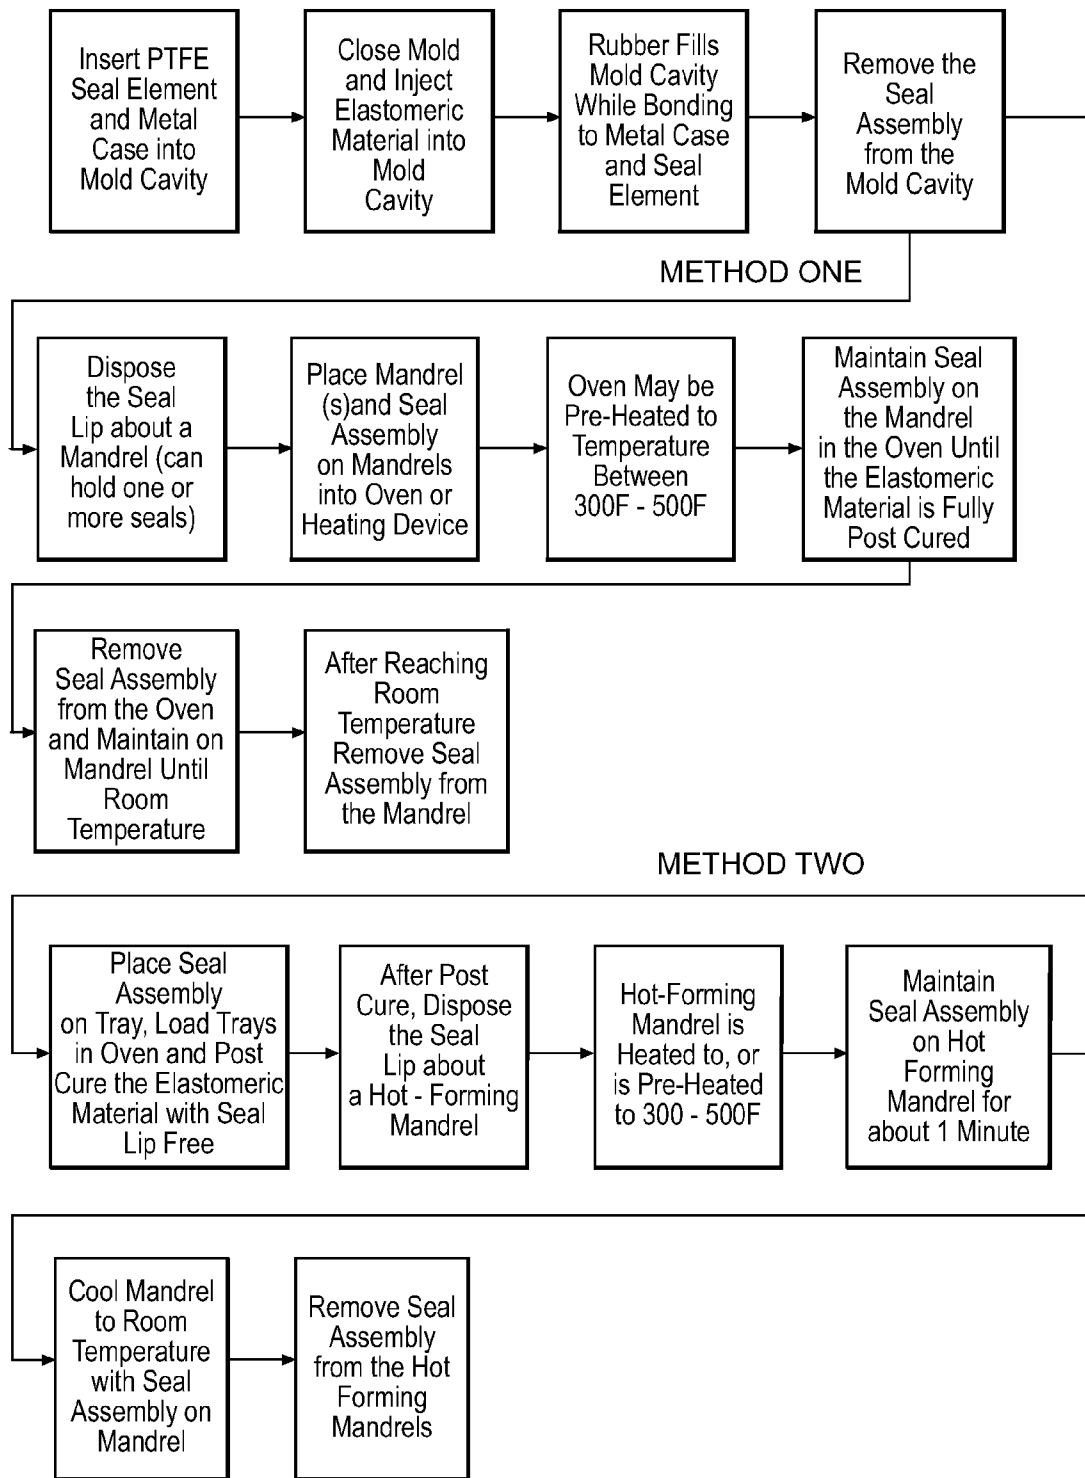 Insert PTFE
Seal Element
and Metal
Case into
Mold Cavity
Close Mold
and Inject
Elastomeric
Material into
Mold
Cavity
Rubber Fills
Mold Cavity
While Bonding
to Metal Case
and Seal
Element
Remove the
Seal
Assembly
from the
Mold Cavity
METHOD ONE
Dispose
the Seal
Lip about a
Mandrel (can
hold one or
more seals)
Place Mandrel
(s)and Seal
Assembly
on Mandrels
into Oven or
Heating Device
Oven May be
Pre-Heated to
Temperature
Between
300F - 500F
Maintain Seal
Assembly on
the Mandrel
in the Oven Until
the Elastomeric
Material is Fully
Post Cured
Remove
Seal Assembly
from the Oven
and Maintain on
Mandrel Until
Room
Temperature
After Reaching
Room
Temperature
Remove Seal
Assembly from
the Mandrel
METHOD TWO
Place Seal
Assembly
on Tray, Load Trays
in Oven and Post
Cure the Elastomeric
Material with Seal
Lip Free
After Post
Cure, Dispose
the Seal
Lip about
a Hot - Forming
Mandrel
Hot-Forming
Mandrel is
Heated to, or
is Pre-Heated
to 300 - 500F
Maintain
Seal Assembly
on Hot
Forming
Mandrel for
about 1 Minute
Cool Mandrel
to Room
Temperature
with Seal
Assembly on
Mandrel
Remove Seal
Assembly
from the Hot
Forming
Mandrels